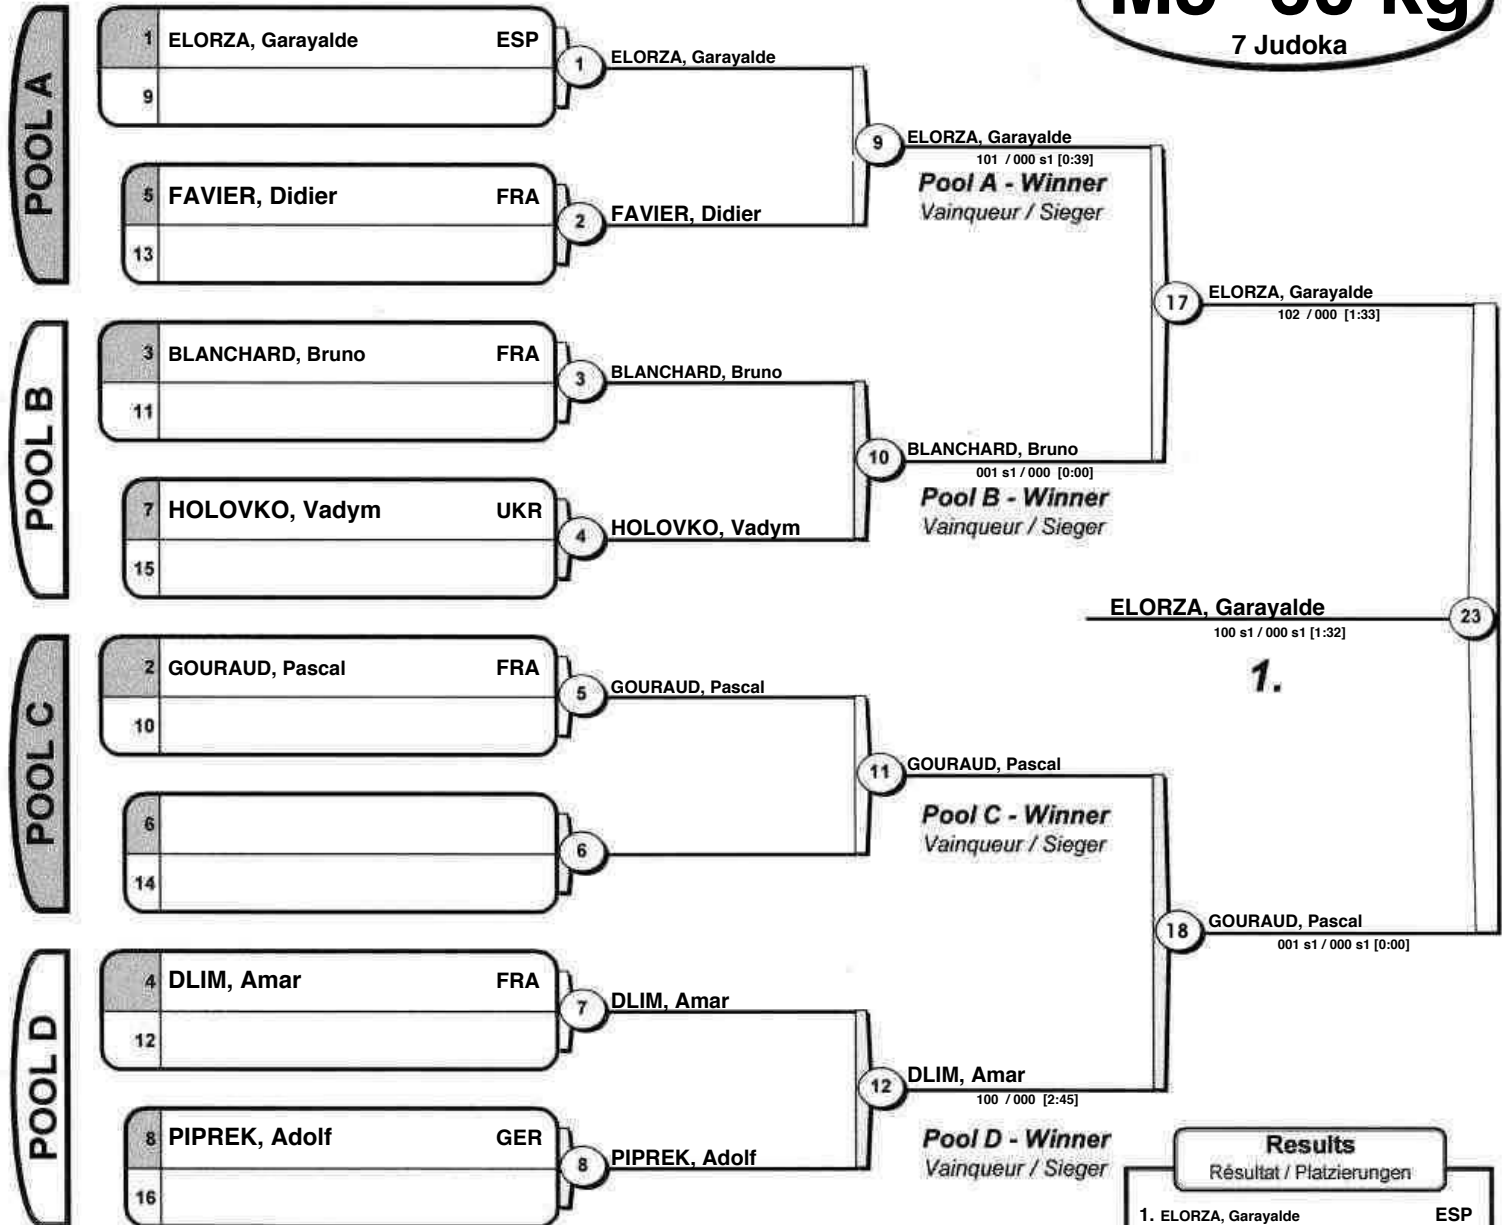 7 Judoka
POOL A
1 ELORZA, Garayalde ESP
9
1
ELORZA, Garayalde
5 FAVIER, Didier FRA
13
2
FAVIER, Didier
9
ELORZA, Garayalde
101 / 000 s1 [0:39]
Pool A - Winner
Vainqueur / Sieger
POOL B
3 BLANCHARD, Bruno FRA
11
3
BLANCHARD, Bruno
7 HOLOVKO, Vadym UKR
15
4
HOLOVKO, Vadym
10
BLANCHARD, Bruno
001 s1 / 000 [0:00]
Pool B - Winner
Vainqueur / Sieger
17
ELORZA, Garayalde
102 / 000 [1:33]
ELORZA, Garayalde
100 s1 / 000 s1 [1:32]
23
1.
POOL C
2 GOURAUD, Pascal FRA
10
5
GOURAUD, Pascal
6
14
6
11
GOURAUD, Pascal
Pool C - Winner
Vainqueur / Sieger
18
GOURAUD, Pascal
001 s1 / 000 s1 [0:00]
POOL D
4 DLIM, Amar FRA
12
7
DLIM, Amar
8 PIPREK, Adolf GER
16
8
PIPREK, Adolf
12
DLIM, Amar
100 / 000 [2:45]
Pool D - Winner
Vainqueur / Sieger
Results
Résultat / Platzierungen
1. ELORZA, Garayalde ESP